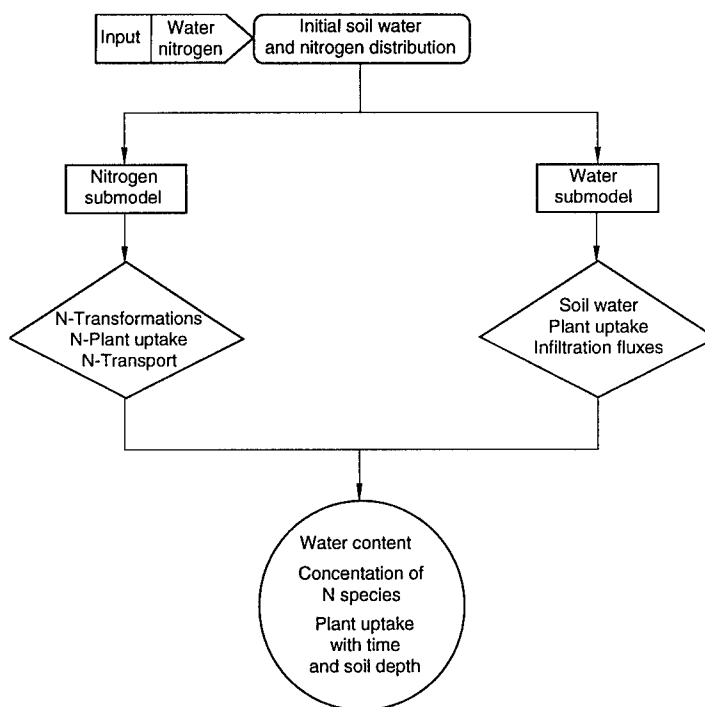 Input
Water
nitrogen
Initial soil water
and nitrogen distribution
Nitrogen
submodel
Water
submodel
N-Transformations
N-Plant uptake
N-Transport
Soil water
Plant uptake
Infiltration fluxes
Water content
Concentation of
N species
Plant uptake
with time
and soil depth